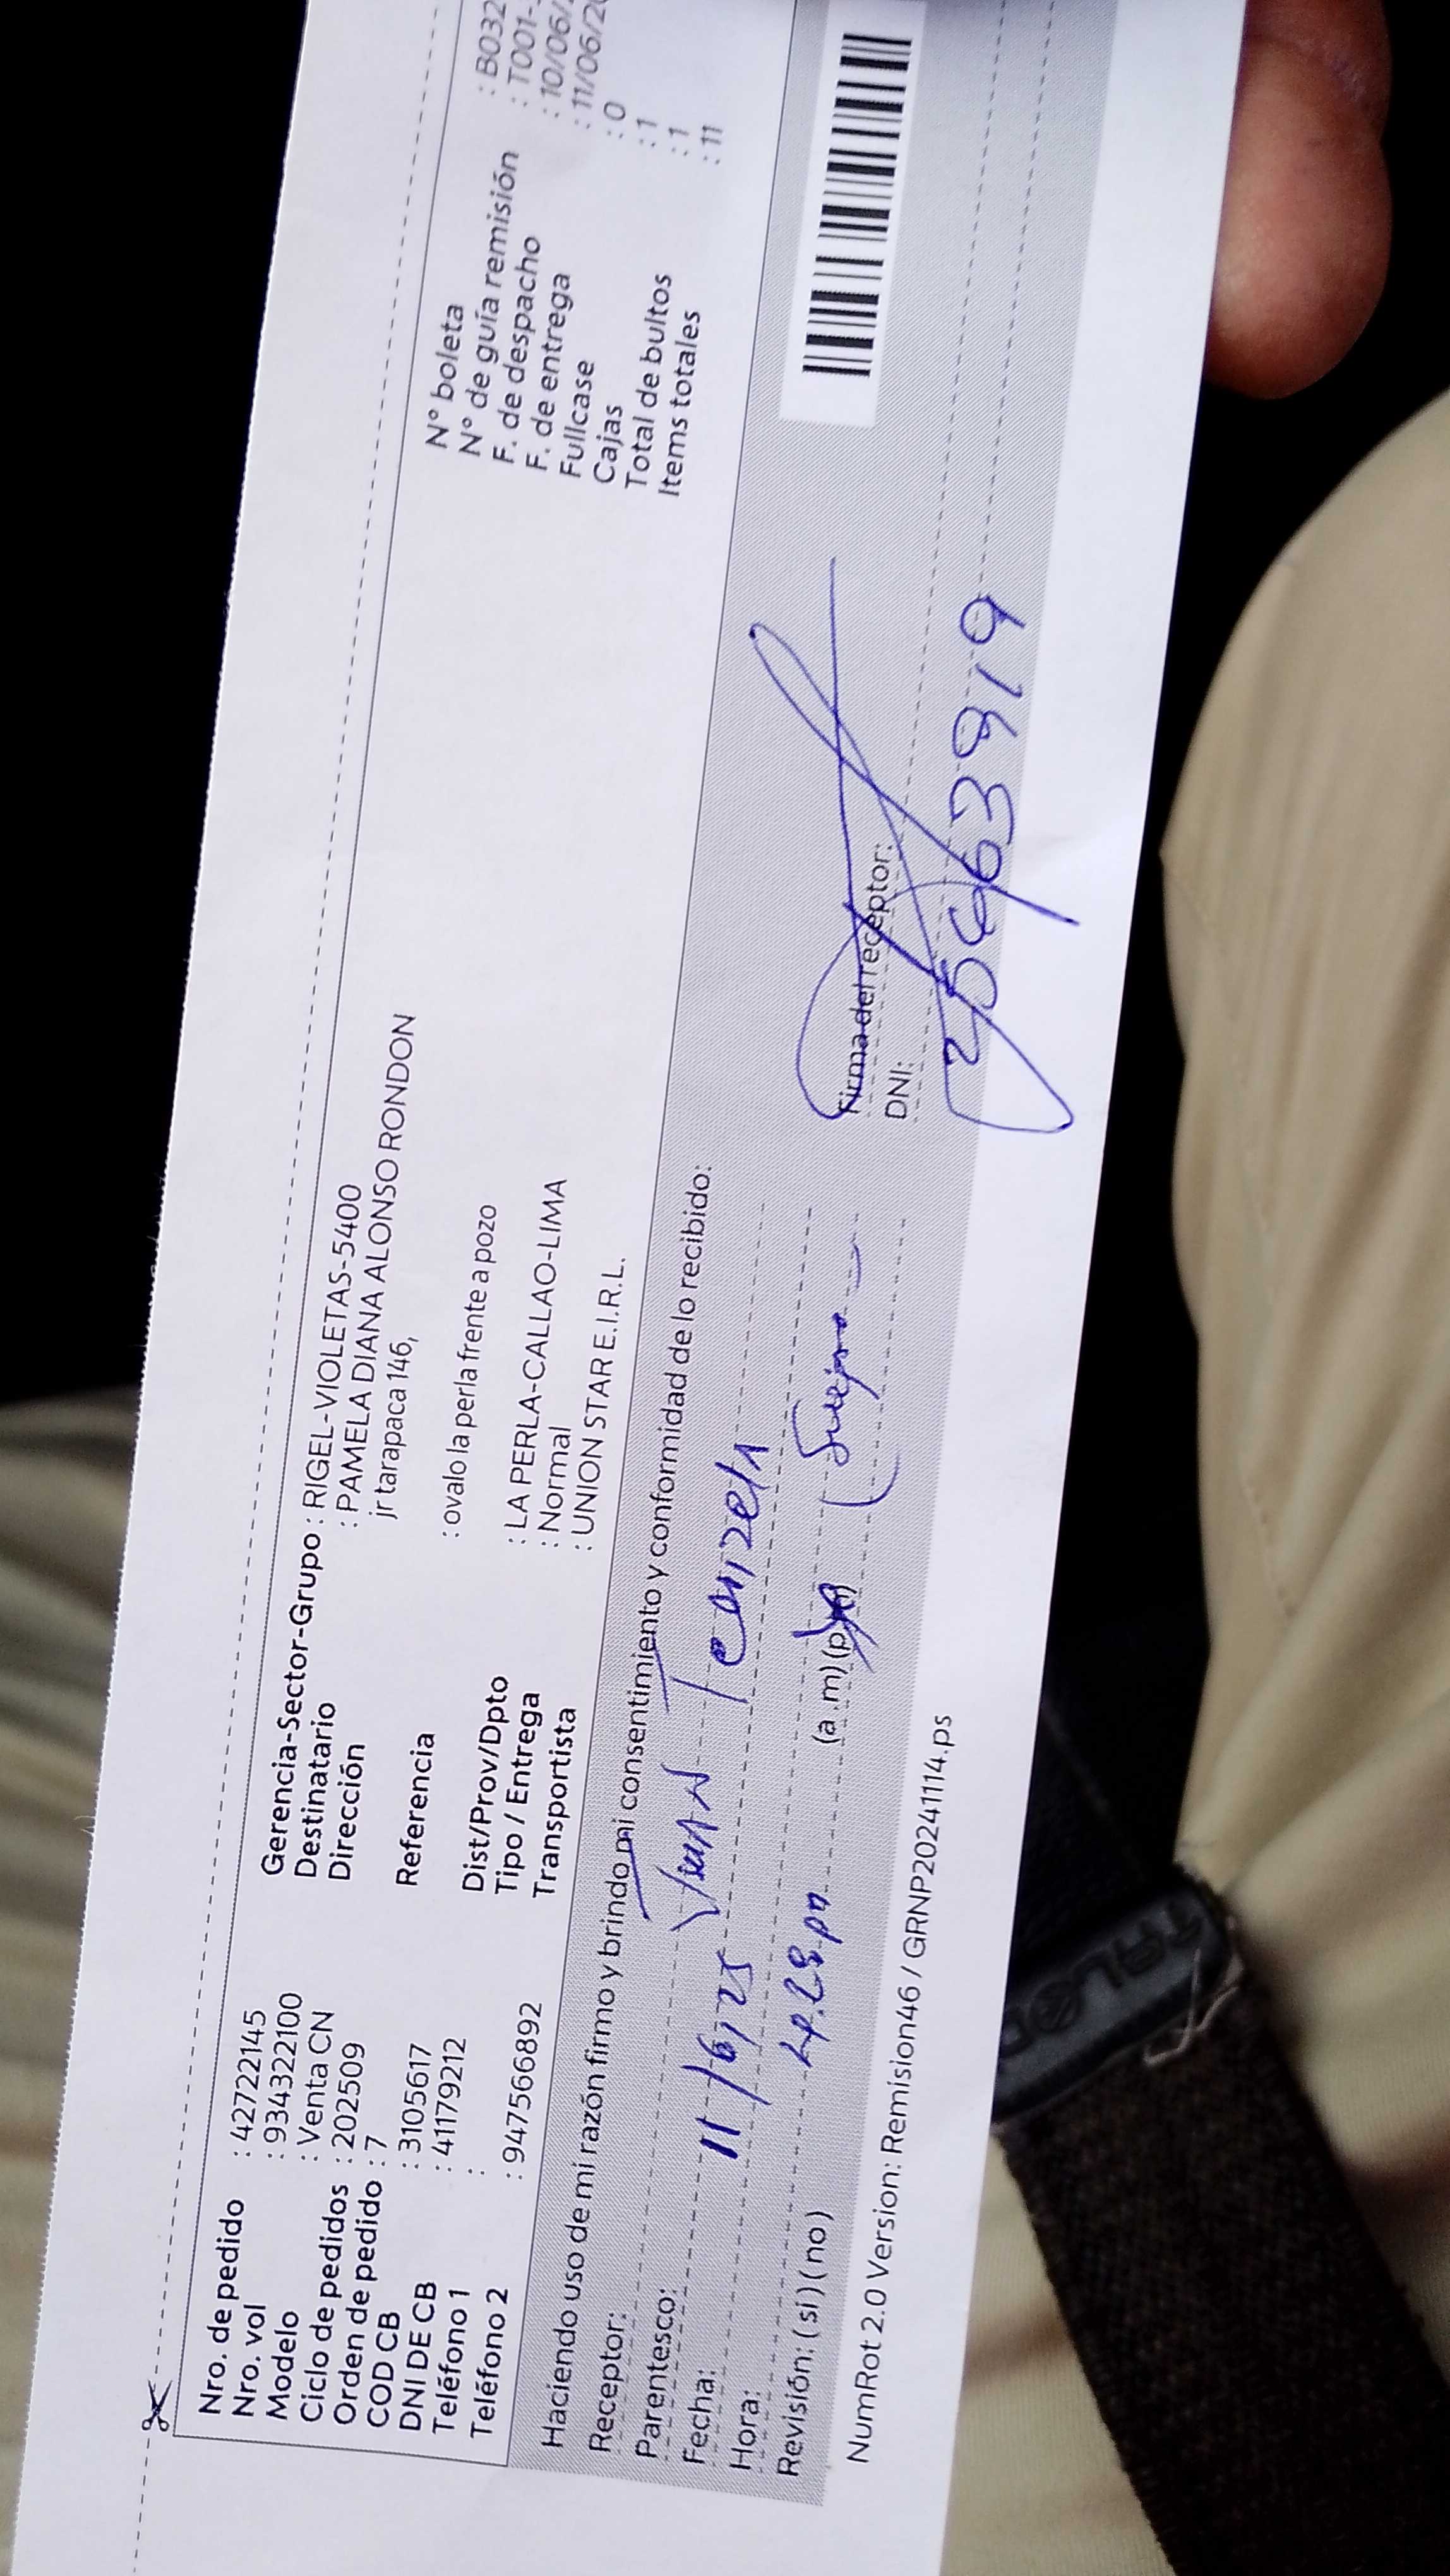 Nro. de pedido : 42722145
Nro. vol : 934322100
Modelo : Venta CN
Ciclo de pedidos : 202509
Orden de pedido : 7
COD CB : 3105617
DNI DE CB : 41179212
Teléfono 1 :
Teléfono 2 : 947566892
Gerencia-Sector-Grupo : RIGEL-VIOLETAS-5400
Destinatario : PAMELA DIANA ALONSO RONDON
Dirección jr tarapaca 146,
Referencia : ovalo la perla frente a pozo
Dist/Prov/Dpto : LA PERLA-CALLAO-LIMA
Tipo / Entrega : Normal
Transportista : UNION STAR E.I.R.L.
N° boleta : B032
N° de guía remisión : T001-
F. de despacho : 10/06/
F. de entrega : 11/06/20
Fullcase : 0
Cajas : 1
Total de bultos : 1
Items totales : 11
Haciendo uso de mi razón firmo y brindo mi consentimiento y conformidad de lo recibido:
Receptor:
Parentesco:
Fecha: 11/6/25
Hora: 4.28 pn (a .m) (p.m)
Revisión: (si) (no)
Suegro
Firma del receptor:
DNI: 25463819
NumRot 2.0 Version: Remision46 / GRNP20241114.ps